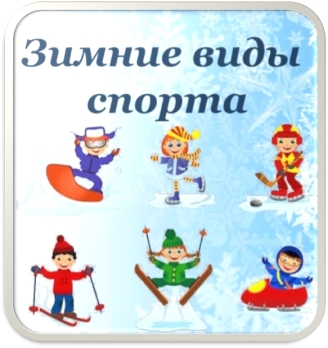 Зимние виды
спорта